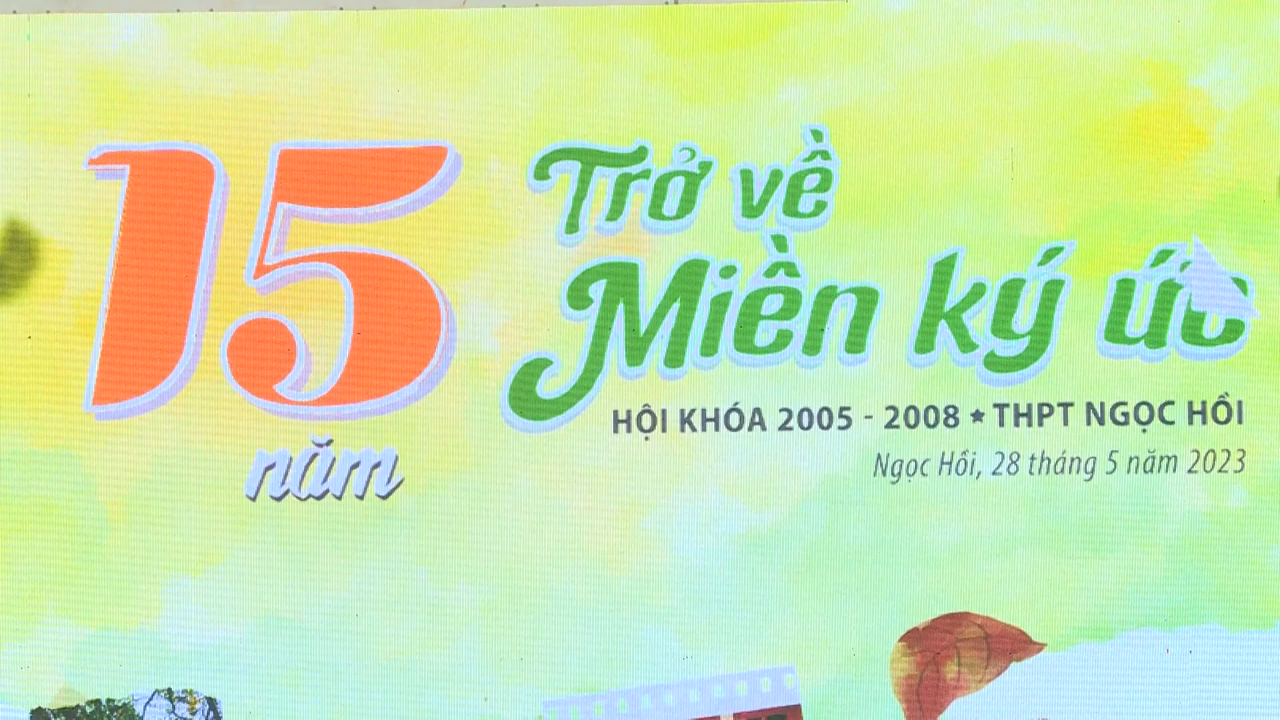 15
năm
Trở về
Miền ký ức
HỘI KHÓA 2005 - 2008 ★ THPT NGỌC HỒI
Ngọc Hồi, 28 tháng 5 năm 2023